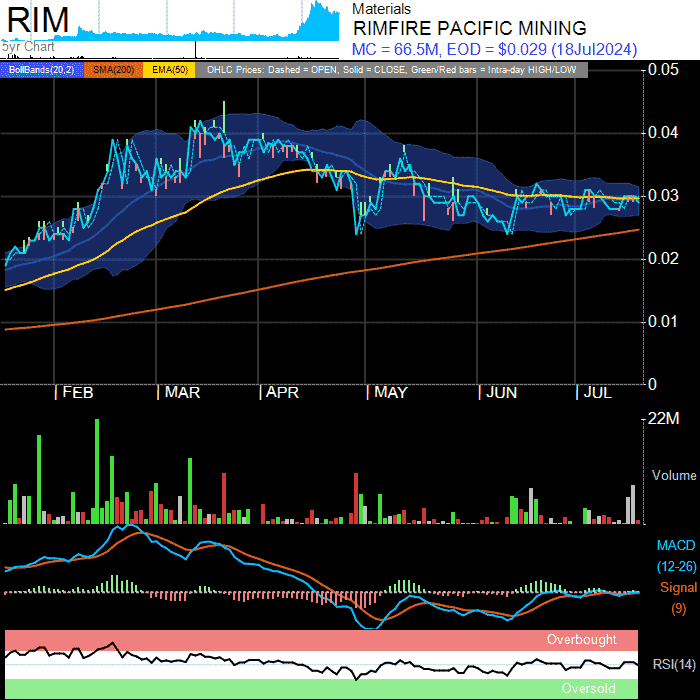 RIM
5yr Chart
Materials
RIMFIRE PACIFIC MINING
MC = 66.5M, EOD = $0.029 (18Jul2024)
BollBands(20,2) SMA(200) EMA(50) OHLC Prices: Dashed = OPEN, Solid = CLOSE, Green/Red bars = Intra-day HIGH/LOW
0.05
0.04
0.03
0.02
0.01
0
FEB MAR APR MAY JUN JUL
22M
Volume
MACD
(12-26)
Signal
(9)
Overbought
RSI(14)
Oversold